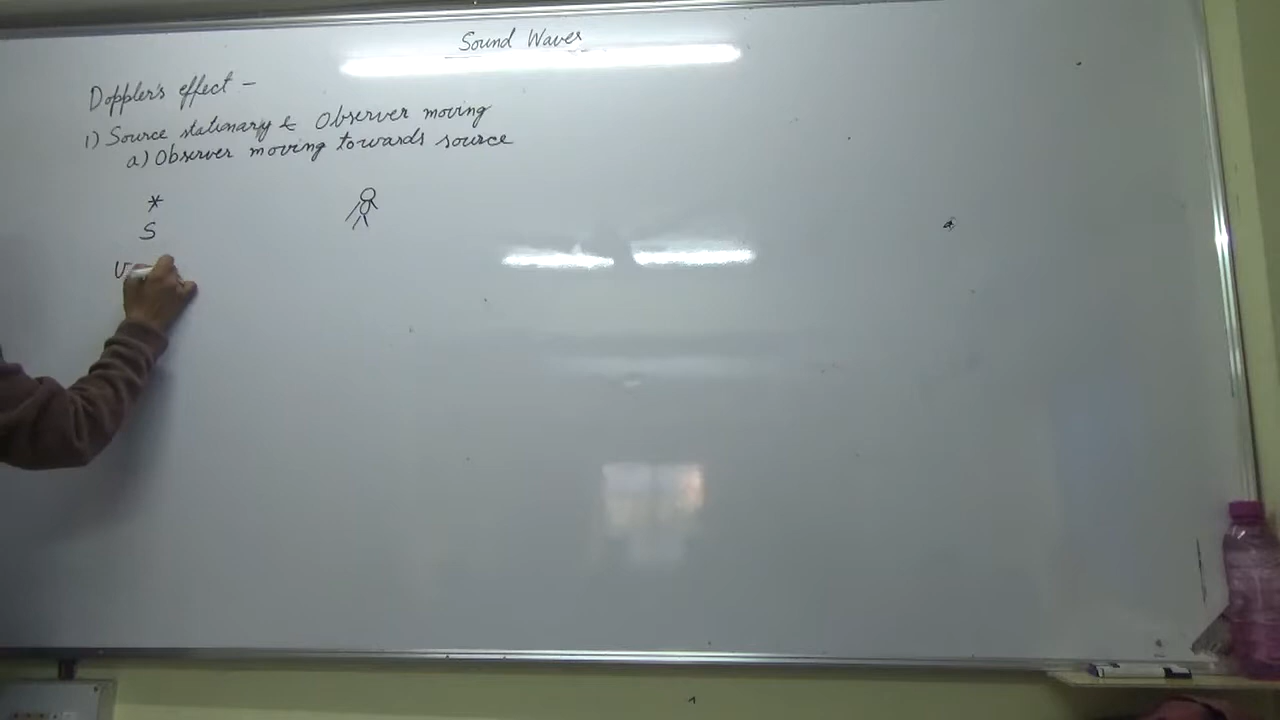 Sound Waves
Doppler's effect -
1) Source stationary & Observer moving
a) Observer moving towards source
S